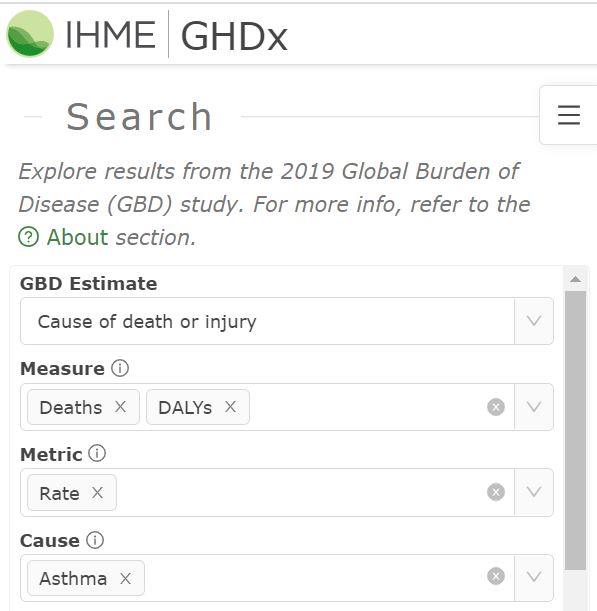 IHME | GHDx
Search
Explore results from the 2019 Global Burden of
Disease (GBD) study. For more info, refer to the
? About section.
GBD Estimate
Cause of death or injury
Measure i
Deaths X DALYs X
Metric i
Rate X
Cause i
Asthma X